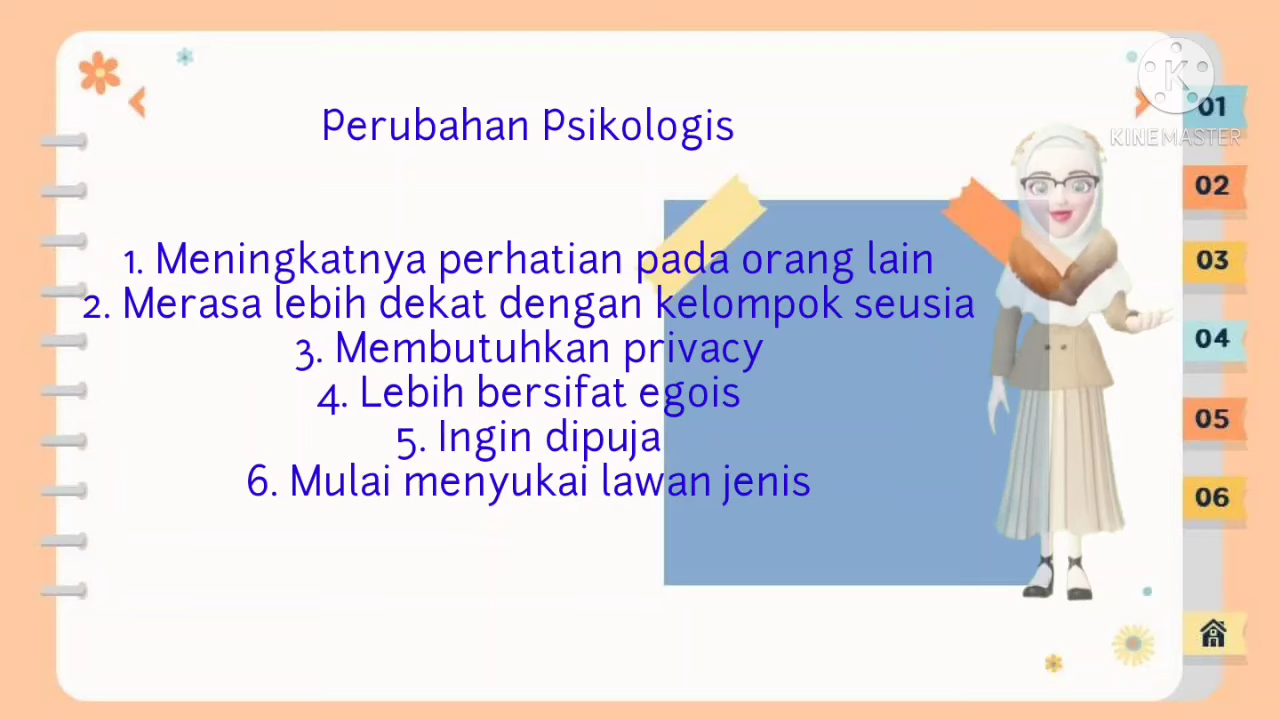 Perubahan Psikologis
1. Meningkatnya perhatian pada orang lain
2. Merasa lebih dekat dengan kelompok seusia
3. Membutuhkan privacy
4. Lebih bersifat egois
5. Ingin dipuja
6. Mulai menyukai lawan jenis
K
KINEMASTER
01
02
03
04
05
06